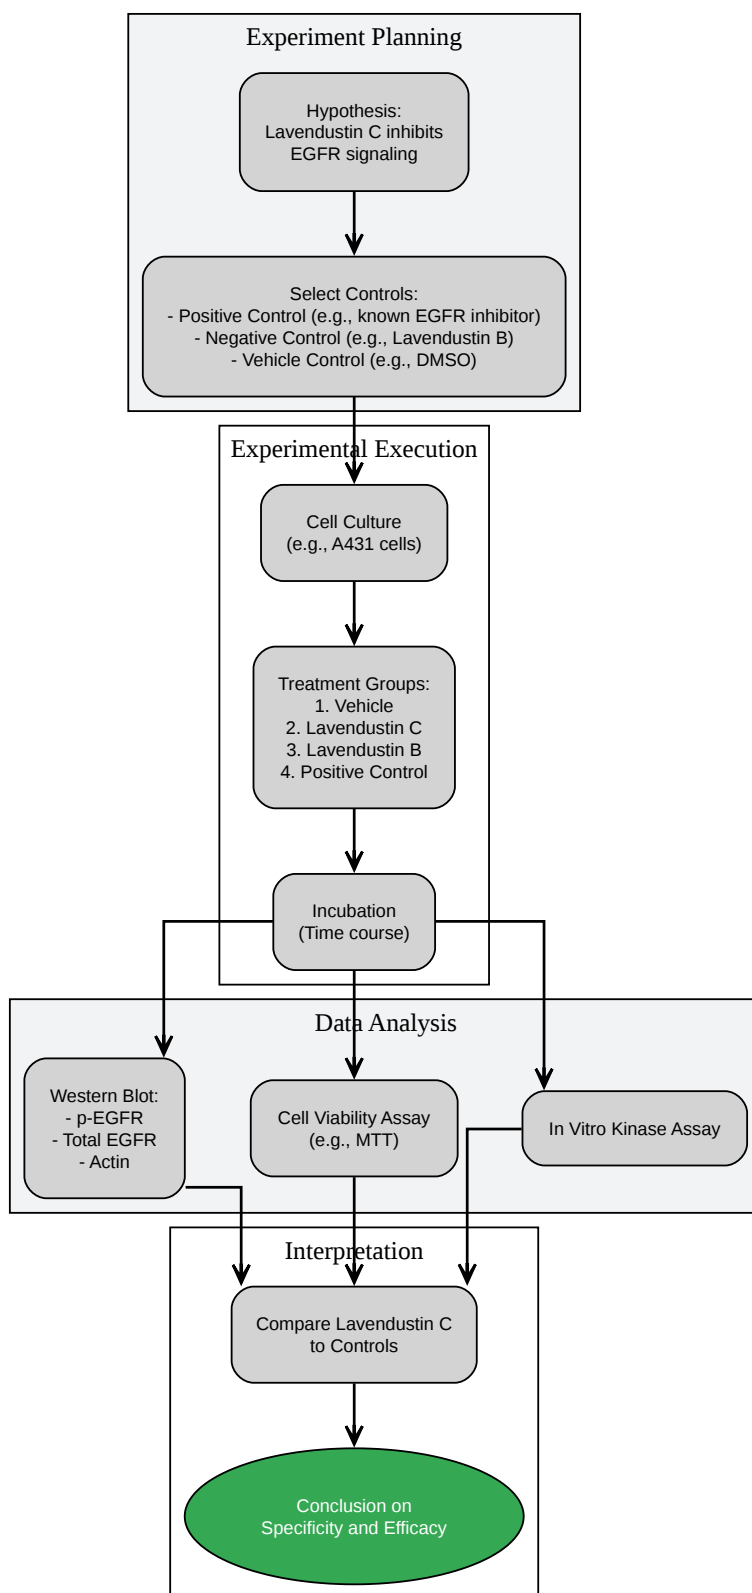 Experiment Planning
Hypothesis:
Lavendustin C inhibits
EGFR signaling
Select Controls:
- Positive Control (e.g., known EGFR inhibitor)
- Negative Control (e.g., Lavendustin B)
- Vehicle Control (e.g., DMSO)
Experimental Execution
Cell Culture
(e.g., A431 cells)
Treatment Groups:
1. Vehicle
2. Lavendustin C
3. Lavendustin B
4. Positive Control
Incubation
(Time course)
Data Analysis
Western Blot:
- p-EGFR
- Total EGFR
- Actin
Cell Viability Assay
(e.g., MTT)
In Vitro Kinase Assay
Interpretation
Compare Lavendustin C
to Controls
Conclusion on
Specificity and Efficacy